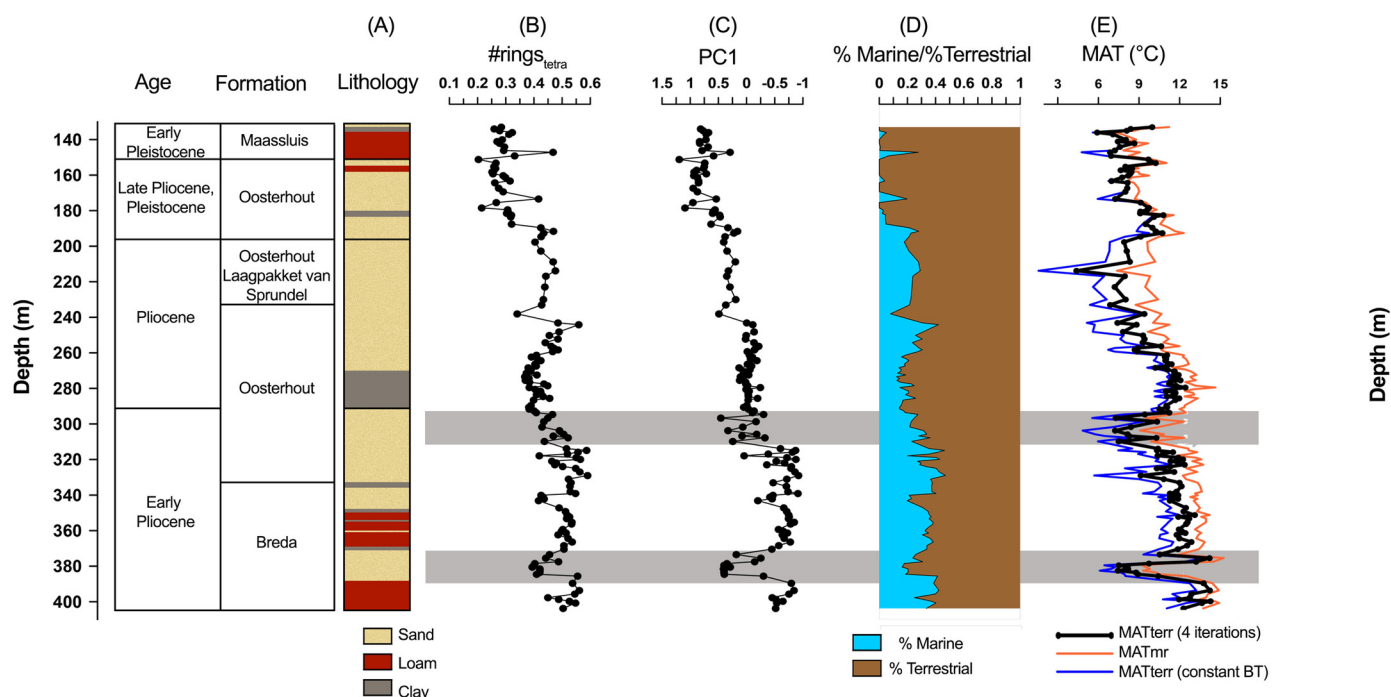 (A) (B) (C) (D) (E)
Age Formation Lithology #rings_tetra PC1 % Marine/%Terrestrial MAT (°C)
0.1 0.2 0.3 0.4 0.5 0.6 1.5 1 0.5 0 -0.5 -1 0 0.2 0.4 0.6 0.8 1 3 6 9 12 15
Depth (m)
140
160
180
200
220
240
260
280
300
320
340
360
380
400
Early
Pleistocene
Late Pliocene,
Pleistocene
Pliocene
Early
Pliocene
Maassluis
Oosterhout
Oosterhout
Laagpakket van
Sprundel
Oosterhout
Breda
Depth (m)
Sand
Loam
Clay
% Marine
% Terrestrial
MATterr (4 iterations)
MATmr
MATterr (constant BT)